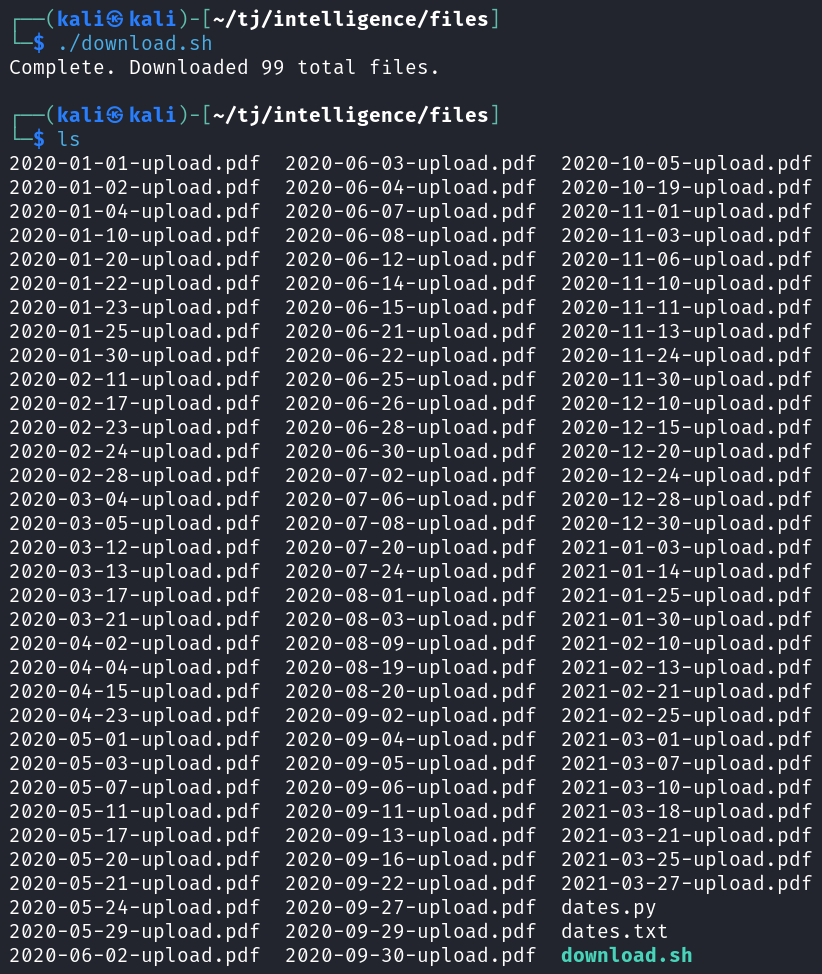 ┌──(kali㉿kali)-[~/tj/intelligence/files]
└─$ ./download.sh
Complete. Downloaded 99 total files.
┌──(kali㉿kali)-[~/tj/intelligence/files]
└─$ ls
2020-01-01-upload.pdf  2020-06-03-upload.pdf  2020-10-05-upload.pdf
2020-01-02-upload.pdf  2020-06-04-upload.pdf  2020-10-19-upload.pdf
2020-01-04-upload.pdf  2020-06-07-upload.pdf  2020-11-01-upload.pdf
2020-01-10-upload.pdf  2020-06-08-upload.pdf  2020-11-03-upload.pdf
2020-01-20-upload.pdf  2020-06-12-upload.pdf  2020-11-06-upload.pdf
2020-01-22-upload.pdf  2020-06-14-upload.pdf  2020-11-10-upload.pdf
2020-01-23-upload.pdf  2020-06-15-upload.pdf  2020-11-11-upload.pdf
2020-01-25-upload.pdf  2020-06-21-upload.pdf  2020-11-13-upload.pdf
2020-01-30-upload.pdf  2020-06-22-upload.pdf  2020-11-24-upload.pdf
2020-02-11-upload.pdf  2020-06-25-upload.pdf  2020-11-30-upload.pdf
2020-02-17-upload.pdf  2020-06-26-upload.pdf  2020-12-10-upload.pdf
2020-02-23-upload.pdf  2020-06-28-upload.pdf  2020-12-15-upload.pdf
2020-02-24-upload.pdf  2020-06-30-upload.pdf  2020-12-20-upload.pdf
2020-02-28-upload.pdf  2020-07-02-upload.pdf  2020-12-24-upload.pdf
2020-03-04-upload.pdf  2020-07-06-upload.pdf  2020-12-28-upload.pdf
2020-03-05-upload.pdf  2020-07-08-upload.pdf  2020-12-30-upload.pdf
2020-03-12-upload.pdf  2020-07-20-upload.pdf  2021-01-03-upload.pdf
2020-03-13-upload.pdf  2020-07-24-upload.pdf  2021-01-14-upload.pdf
2020-03-17-upload.pdf  2020-08-01-upload.pdf  2021-01-25-upload.pdf
2020-03-21-upload.pdf  2020-08-03-upload.pdf  2021-01-30-upload.pdf
2020-04-02-upload.pdf  2020-08-09-upload.pdf  2021-02-10-upload.pdf
2020-04-04-upload.pdf  2020-08-19-upload.pdf  2021-02-13-upload.pdf
2020-04-15-upload.pdf  2020-08-20-upload.pdf  2021-02-21-upload.pdf
2020-04-23-upload.pdf  2020-09-02-upload.pdf  2021-02-25-upload.pdf
2020-05-01-upload.pdf  2020-09-04-upload.pdf  2021-03-01-upload.pdf
2020-05-03-upload.pdf  2020-09-05-upload.pdf  2021-03-07-upload.pdf
2020-05-07-upload.pdf  2020-09-06-upload.pdf  2021-03-10-upload.pdf
2020-05-11-upload.pdf  2020-09-11-upload.pdf  2021-03-18-upload.pdf
2020-05-17-upload.pdf  2020-09-13-upload.pdf  2021-03-21-upload.pdf
2020-05-20-upload.pdf  2020-09-16-upload.pdf  2021-03-25-upload.pdf
2020-05-21-upload.pdf  2020-09-22-upload.pdf  2021-03-27-upload.pdf
2020-05-24-upload.pdf  2020-09-27-upload.pdf  dates.py
2020-05-29-upload.pdf  2020-09-29-upload.pdf  dates.txt
2020-06-02-upload.pdf  2020-09-30-upload.pdf  download.sh